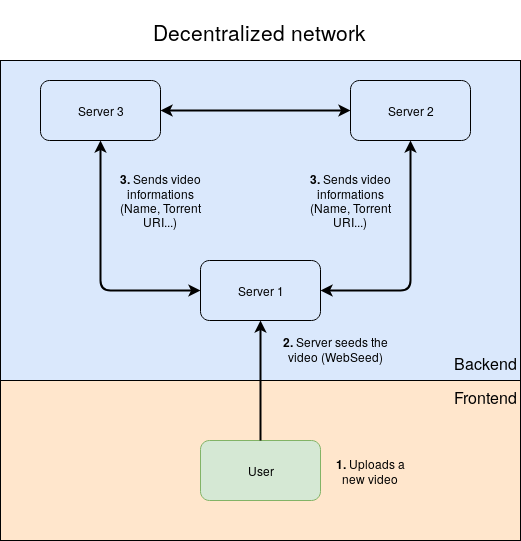 Decentralized network
Server 3
Server 2
3. Sends video
informations
(Name, Torrent
URI...)
3. Sends video
informations
(Name, Torrent
URI...)
Server 1
2. Server seeds the
video (WebSeed)
Backend
Frontend
User
1. Uploads a
new video